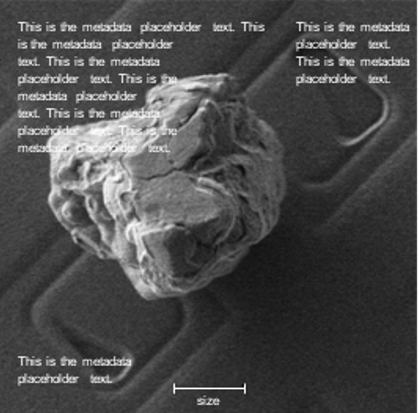 This is the metadata placeholder text. This
is the metadata placeholder
text. This is the metadata
placeholder text. This is the
metadata placeholder
text. This is the metadata
placeholder text. This is the
metadata placeholder text.
This is the metadata
placeholder text.
This is the metadata
placeholder text.
This is the metadata
placeholder text.
size